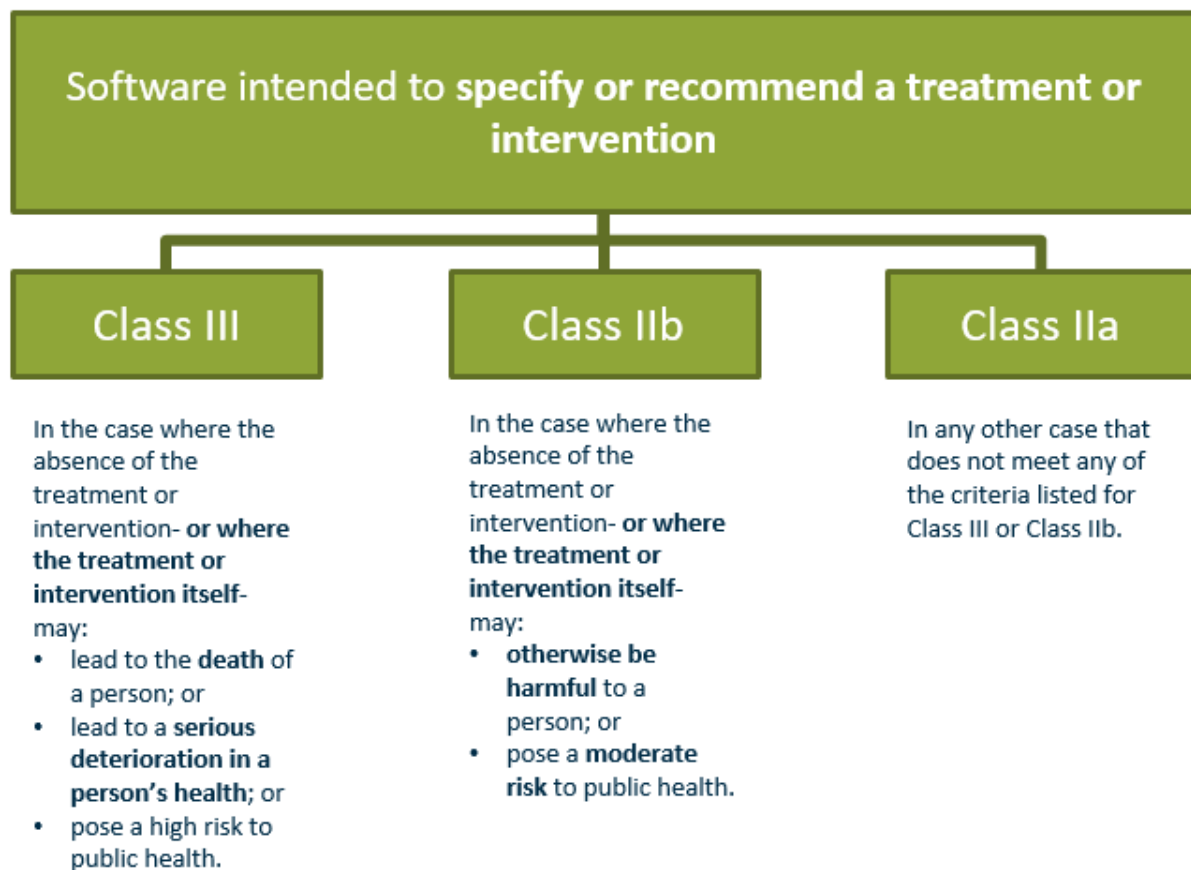 Software intended to specify or recommend a treatment or
intervention
Class III
In the case where the
absence of the
treatment or
intervention- or where
the treatment or
intervention itself-
may:
• lead to the death of
a person; or
• lead to a serious
deterioration in a
person's health; or
• pose a high risk to
public health.
Class IIb
In the case where the
absence of the
treatment or
intervention- or where
the treatment or
intervention itself-
may:
• otherwise be
harmful to a
person; or
• pose a moderate
risk to public health.
Class IIa
In any other case that
does not meet any of
the criteria listed for
Class III or Class IIb.